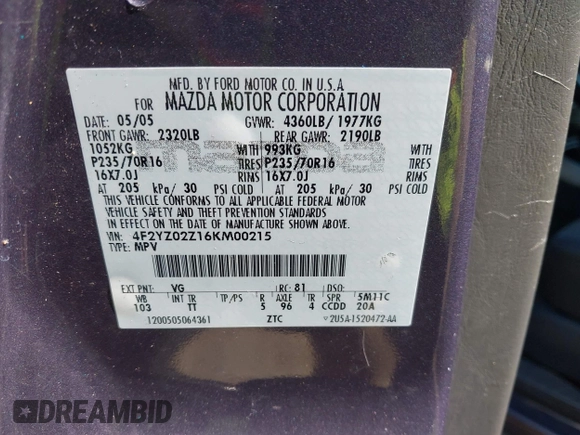 MFD. BY FORD MOTOR CO. IN U.S.A
FOR MAZDA MOTOR CORPORATION
DATE: 05/05 GVWR: 4360LB/1977KG
FRONT GAWR: 2320LB REAR GAWR: 2190LB
1052KG WITH 993KG WITH
P235/70R16 TIRES P235/70R16 TIRES
16X7.0J RIMS 16X7.0J RIMS
AT 205 kPa/ 30 PSI COLD AT 205 kPa/ 30 PSI COLD
THIS VEHICLE CONFORMS TO ALL APPLICABLE FEDERAL MOTOR
VEHICLE SAFETY AND THEFT PREVENTION STANDARDS
IN EFFECT ON THE DATE OF MANUFACTURE SHOWN ABOVE.
VIN: 4F2YZ02Z16KM00215
TYPE: MPV
EXT PNT: VG RC: 81 DSO:
WB INT TR TP/PS R AXLE TR SPR 5M11C
103 TT 5 96 4 CCDD 20A
1200505064361 ZTC 2U5A-1520472-AA
DREAMBID